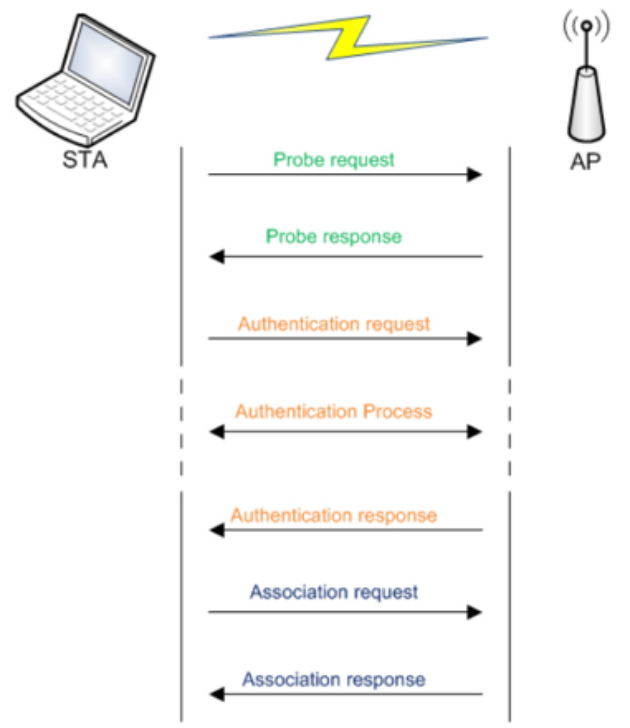 STA
AP
Probe request
Probe response
Authentication request
Authentication Process
Authentication response
Association request
Association response